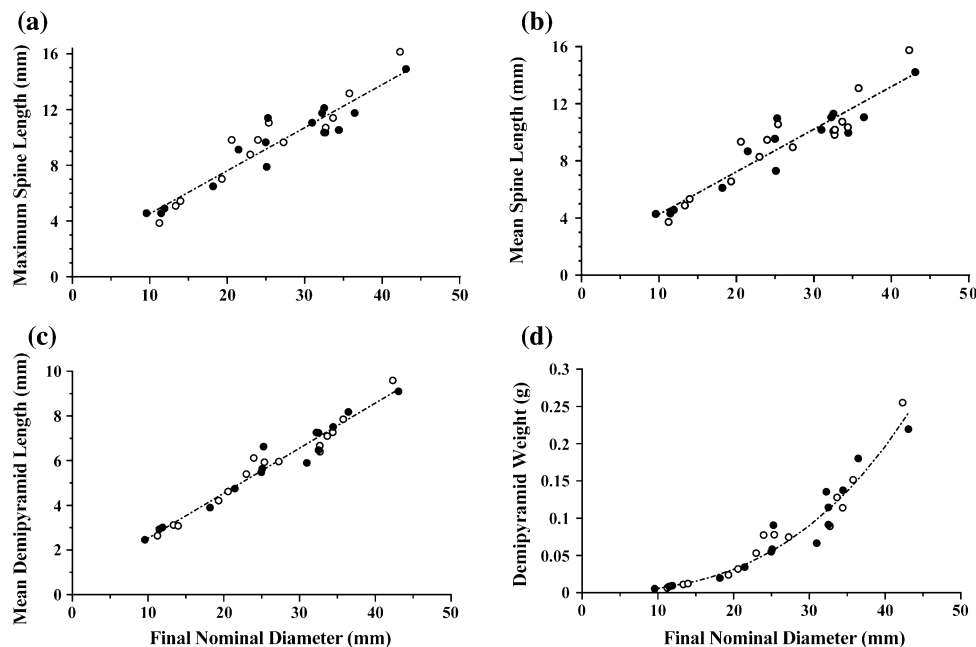 (a)
Maximum Spine Length (mm)
16
12
8
4
0
0 10 20 30 40 50
(b)
Mean Spine Length (mm)
16
12
8
4
0
0 10 20 30 40 50
(c)
Mean Demipyramid Length (mm)
10
8
6
4
2
0
0 10 20 30 40 50
Final Nominal Diameter (mm)
(d)
Demipyramid Weight (g)
0.3
0.25
0.2
0.15
0.1
0.05
0
0 10 20 30 40 50
Final Nominal Diameter (mm)